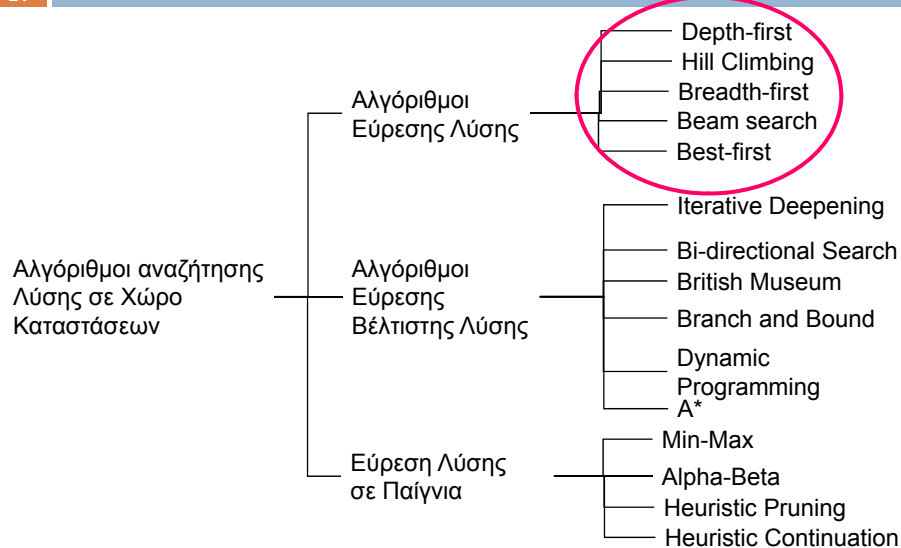 Depth-first
Hill Climbing
Breadth-first
Beam search
Best-first
Αλγόριθμοι
Εύρεσης Λύσης
Iterative Deepening
Bi-directional Search
British Museum
Branch and Bound
Dynamic
Programming
A*
Αλγόριθμοι
Εύρεσης
Βέλτιστης Λύσης
Αλγόριθμοι αναζήτησης
Λύσης σε Χώρο
Καταστάσεων
Min-Max
Alpha-Beta
Heuristic Pruning
Heuristic Continuation
Εύρεση Λύσης
σε Παίγνια